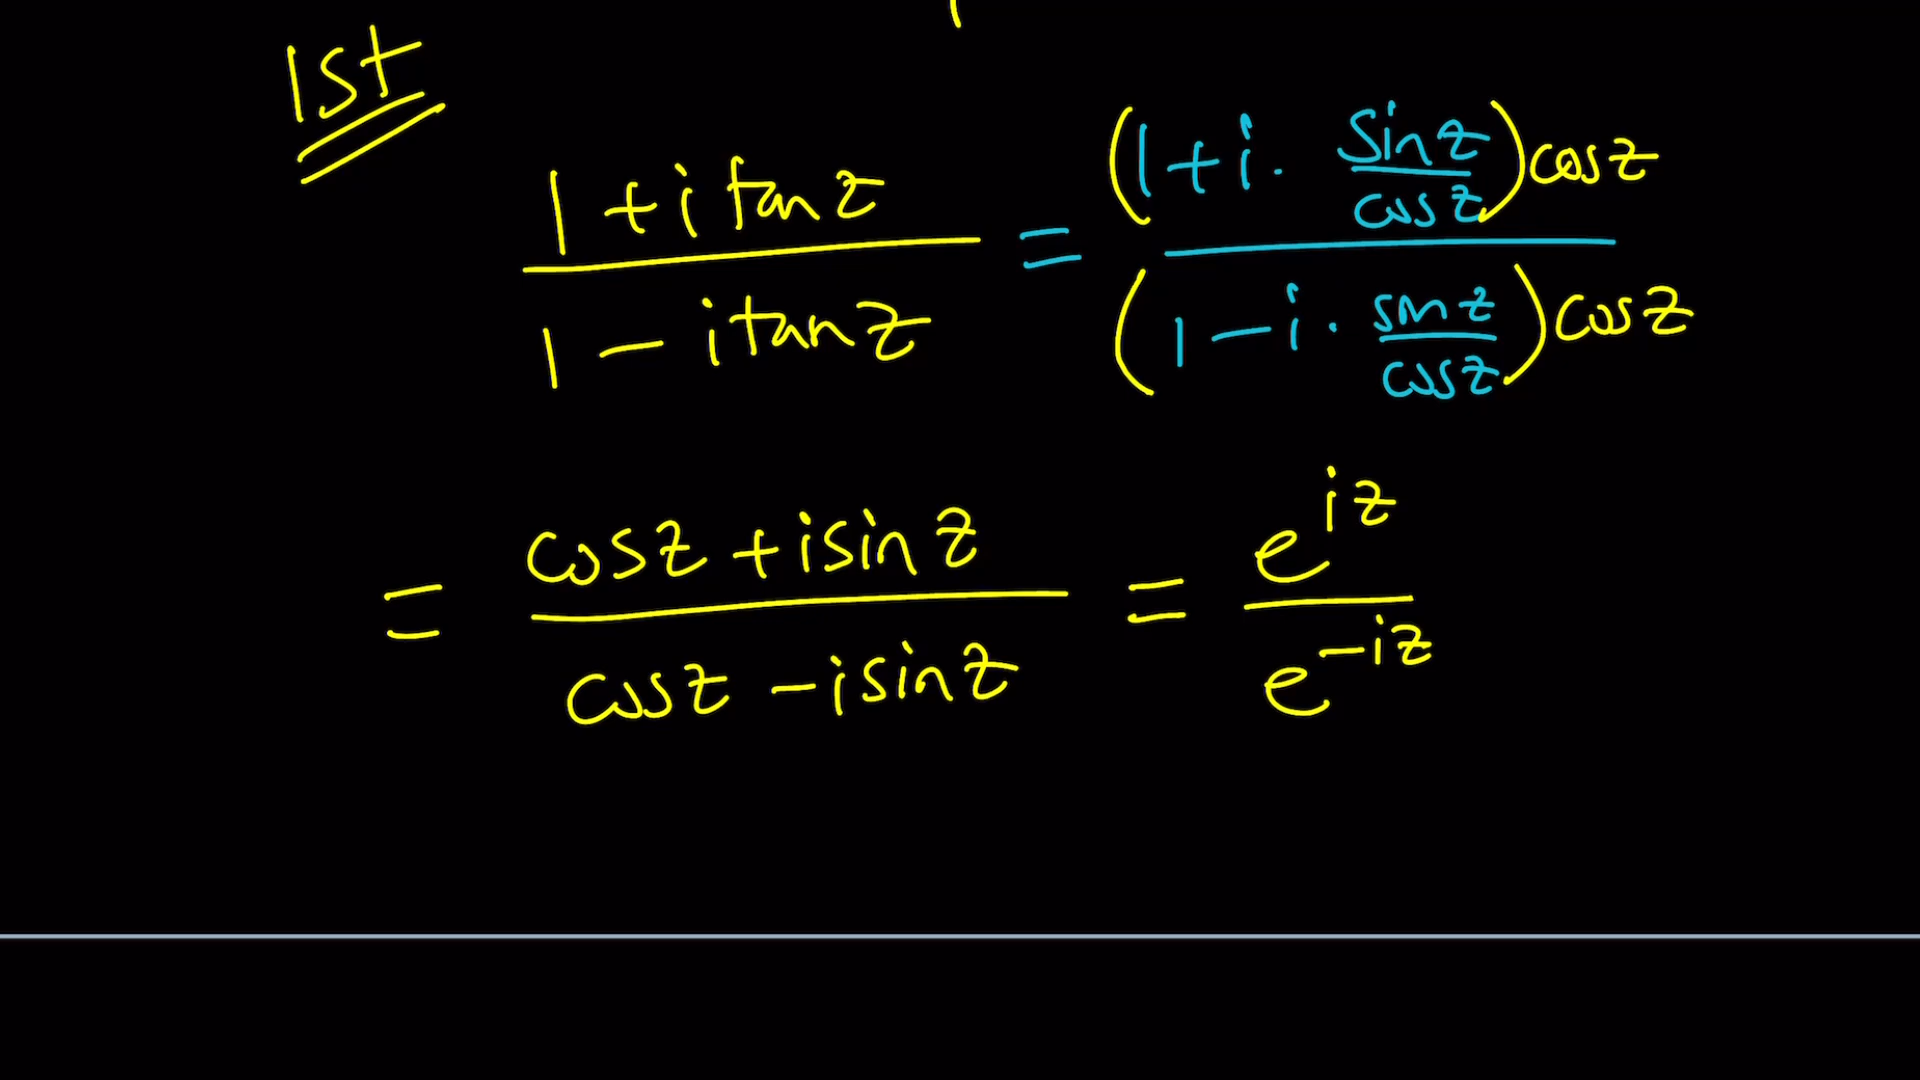 1st
(1 + i tan z)/(1 - i tan z) = ((1 + i · sin z/cos z) cos z)/((1 - i · sin z/cos z) cos z)
= (cos z + i sin z)/(cos z - i sin z) = e^{iz}/e^{-iz}